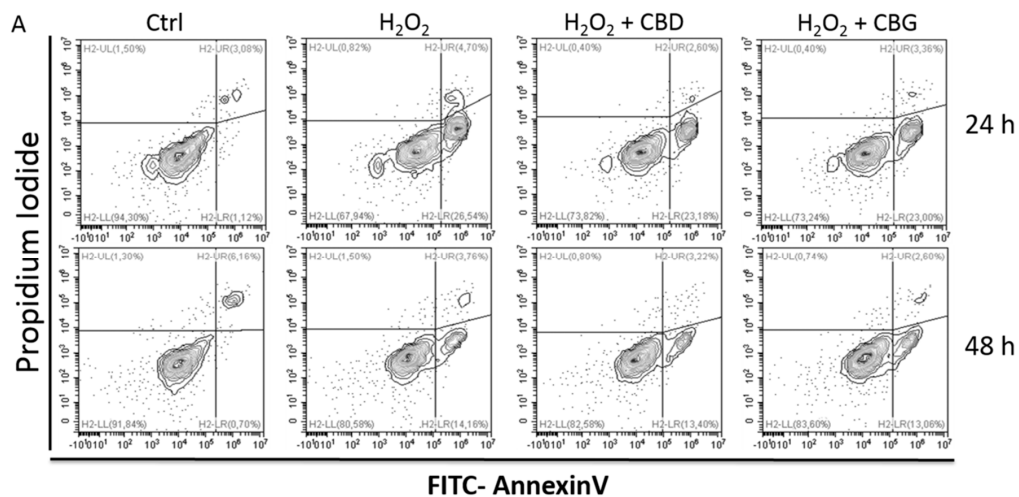 A
Ctrl
H₂O₂
H₂O₂ + CBD
H₂O₂ + CBG
Propidium Iodide
H2-UL(1,50%) H2-UR(3,08%)
H2-LL(94,30%) H2-LR(1,12%)
H2-UL(0,82%) H2-UR(4,70%)
H2-LL(67,94%) H2-LR(26,54%)
H2-UL(0,40%) H2-UR(2,60%)
H2-LL(73,82%) H2-LR(23,18%)
H2-UL(0,40%) H2-UR(3,36%)
H2-LL(73,24%) H2-LR(23,00%)
24 h
H2-UL(1,30%) H2-UR(6,16%)
H2-LL(91,84%) H2-LR(0,70%)
H2-UL(1,50%) H2-UR(3,76%)
H2-LL(80,58%) H2-LR(14,16%)
H2-UL(0,80%) H2-UR(3,22%)
H2-LL(82,58%) H2-LR(13,40%)
H2-UL(0,74%) H2-UR(2,60%)
H2-LL(83,60%) H2-LR(13,06%)
48 h
FITC- AnnexinV